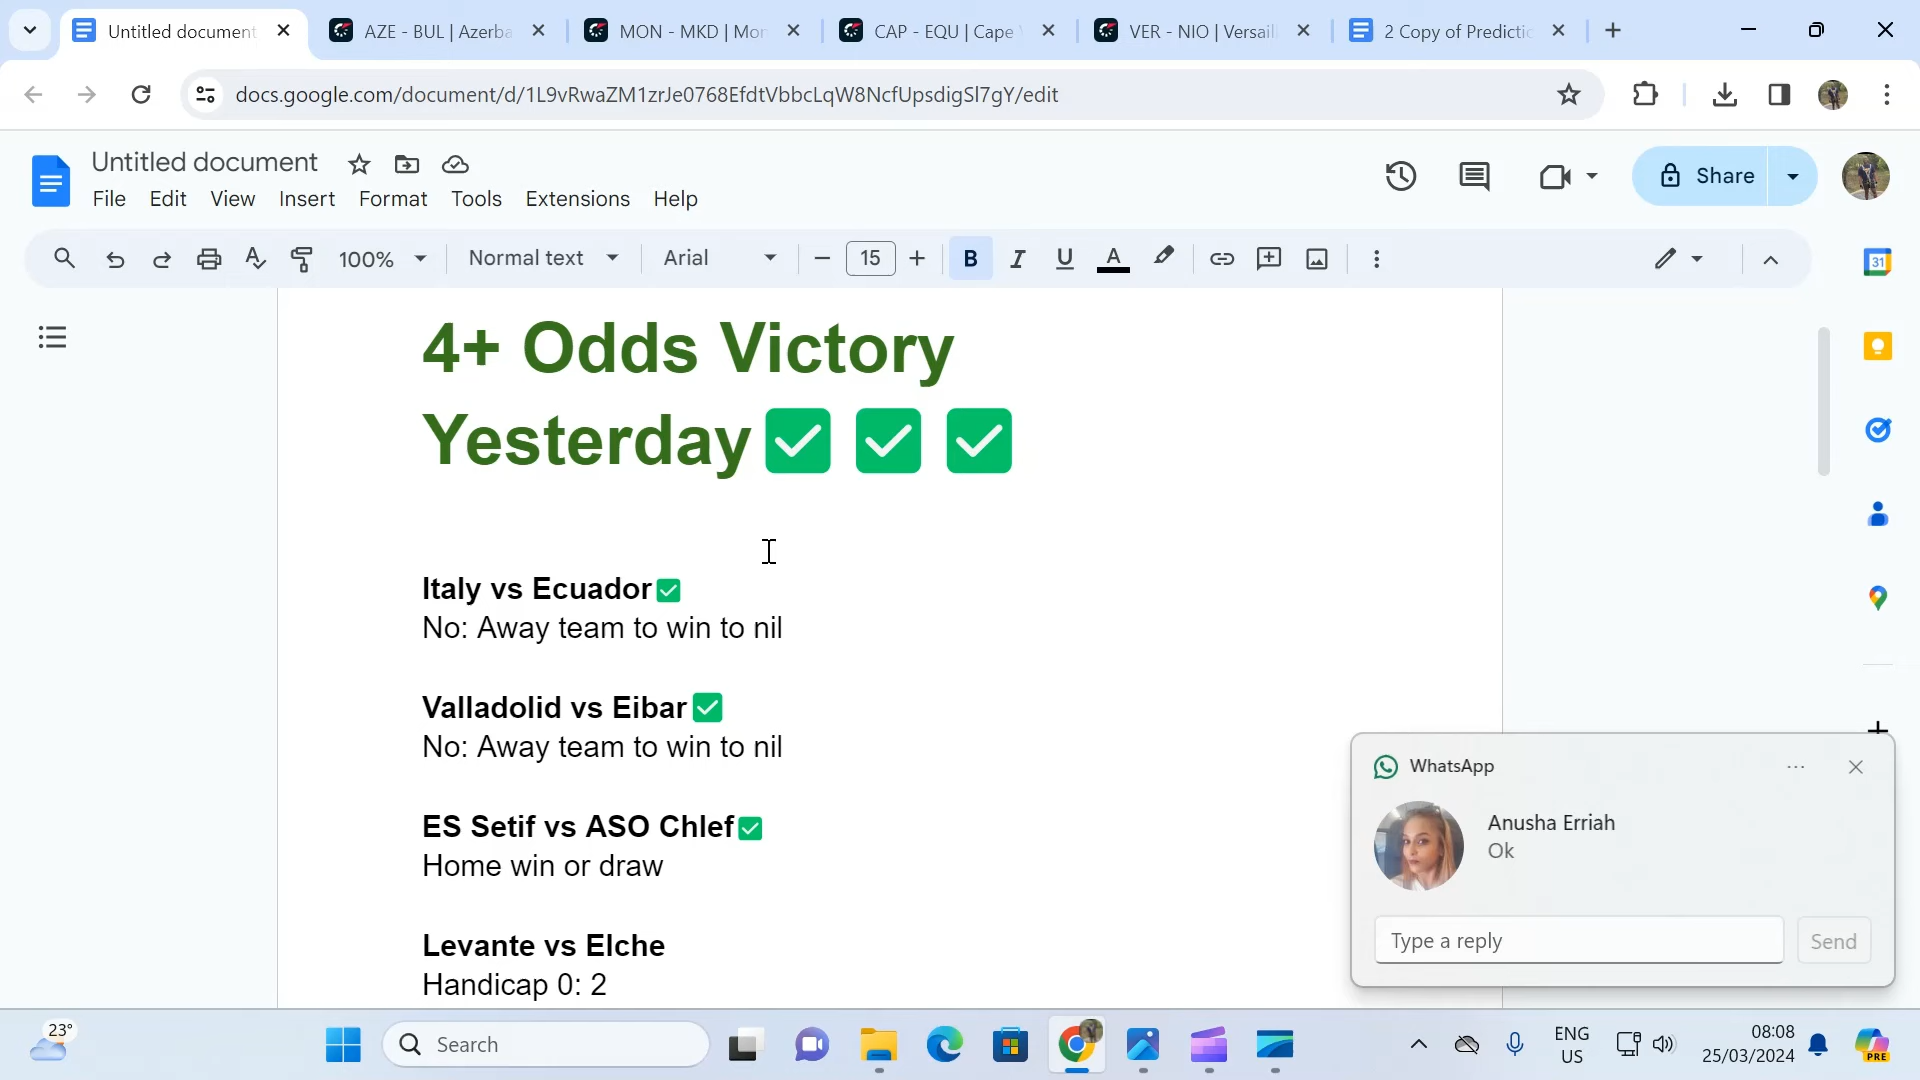 Untitled document
AZE - BUL | Azerba
MON - MKD | Mor
CAP - EQU | Cape
VER - NIO | Versaill
2 Copy of Predictio
docs.google.com/document/d/1L9vRwaZM1zrJe0768EfdtVbbcLqW8NcfUpsdigSl7gY/edit
Untitled document
File Edit View Insert Format Tools Extensions Help
Share
100% Normal text Arial 15 B I U A
31
4+ Odds Victory
Yesterday✅ ✅ ✅
Italy vs Ecuador✅
No: Away team to win to nil
Valladolid vs Eibar✅
No: Away team to win to nil
ES Setif vs ASO Chlef✅
Home win or draw
Levante vs Elche
Handicap 0: 2
WhatsApp
Anusha Erriah
Ok
Type a reply
Send
23°
Search
ENG
US
08:08
25/03/2024
PRE